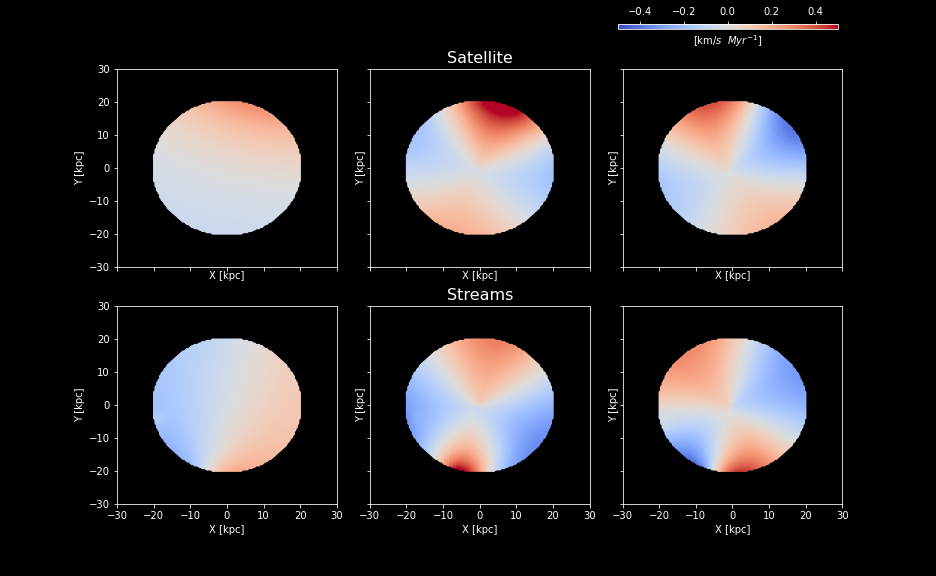 −0.4 −0.2 0.0 0.2 0.4
[km/s Myr⁻¹]
Satellite
30
20
10
0
−10
−20
−30
Y [kpc]
Y [kpc]
Y [kpc]
X [kpc]
X [kpc]
X [kpc]
Streams
30
20
10
0
−10
−20
−30
Y [kpc]
Y [kpc]
Y [kpc]
−30 −20 −10 0 10 20 30
−30 −20 −10 0 10 20 30
−30 −20 −10 0 10 20 30
X [kpc]
X [kpc]
X [kpc]